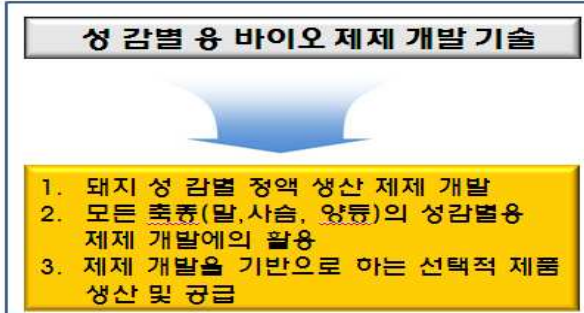 성 감별 용 바이오 제제 개발 기술
1. 돼지 성 감별 정액 생산 제제 개발
2. 모든 축종(말,사슴, 양등)의 성감별용
제제 개발에의 활용
3. 제제 개발을 기반으로 하는 선택적 제품
생산 및 공급